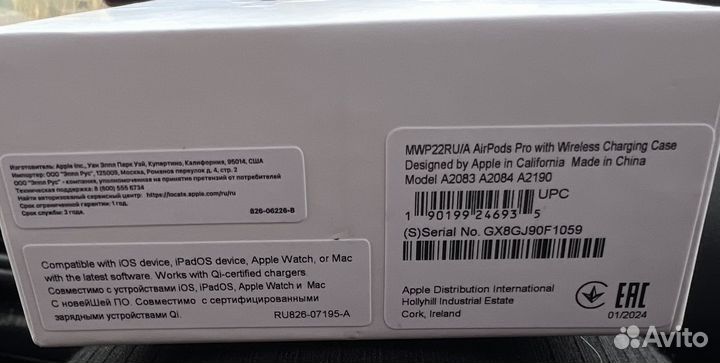 Изготовитель: Apple Inc., Уан Эппл Парк Уэй, Купертино, Калифорния, 95014, США
Импортер: ООО "Эппл Рус", 125009, Москва, Романов переулок д. 4, стр. 2
ООО "Эппл Рус" - компания, уполномоченная на принятие претензий от потребителей
Техническая поддержка: 8 (800) 555 6734
Найти авторизованный сервисный центр: https://locate.apple.com/ru/ru
Срок ограниченной гарантии: 1 год.
Срок службы: 3 года.
826-06226-B
Compatible with iOS device, iPadOS device, Apple Watch, or Mac
with the latest software. Works with Qi-certified chargers.
Совместимо с устройствами iOS, iPadOS, Apple Watch и Mac
С новейШей ПО. Совместимо с сертифицированными
зарядными устройствами Qi.
RU826-07195-A
MWP22RU/A AirPods Pro with Wireless Charging Case
Designed by Apple in California Made in China
Model A2083 A2084 A2190
UPC
1 90199 24693 5
(S)Serial No. GX8GJ90F1059
Apple Distribution International
Hollyhill Industrial Estate
Cork, Ireland
EAC
01/2024
Avito